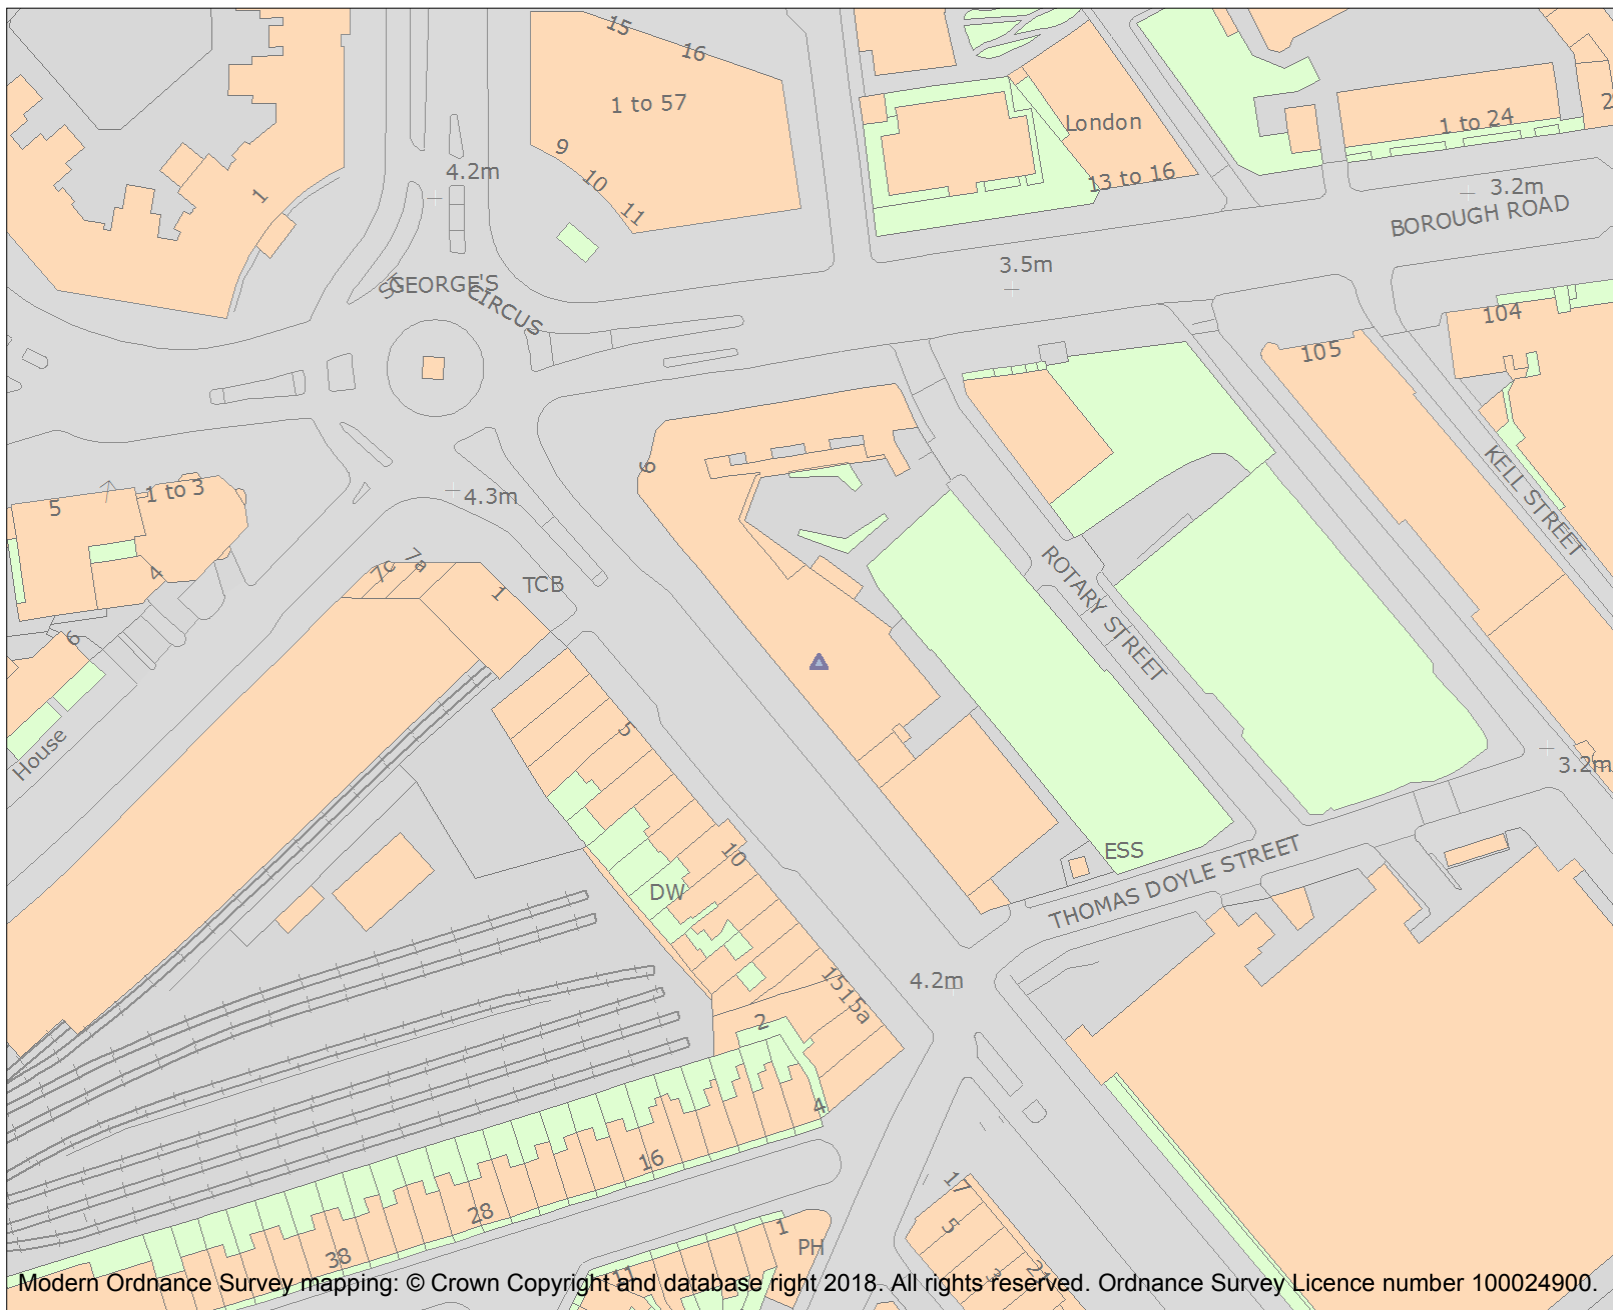 15
16
1 to 57
9
10
11
4.2m
1
ST
GEORGE'S
CIRCUS
London
13 to 16
1 to 24
2
3.2m
BOROUGH ROAD
3.5m
104
105
KELL STREET
6
5
1 to 3
4
4.3m
7c
7a
1
TCB
6
House
ROTARY STREET
5
10
DW
3.2m
ESS
THOMAS DOYLE STREET
4.2m
15
15a
2
4
16
28
38
17
5
3
21
1
PH
11
Modern Ordnance Survey mapping: © Crown Copyright and database right 2018. All rights reserved. Ordnance Survey Licence number 100024900.